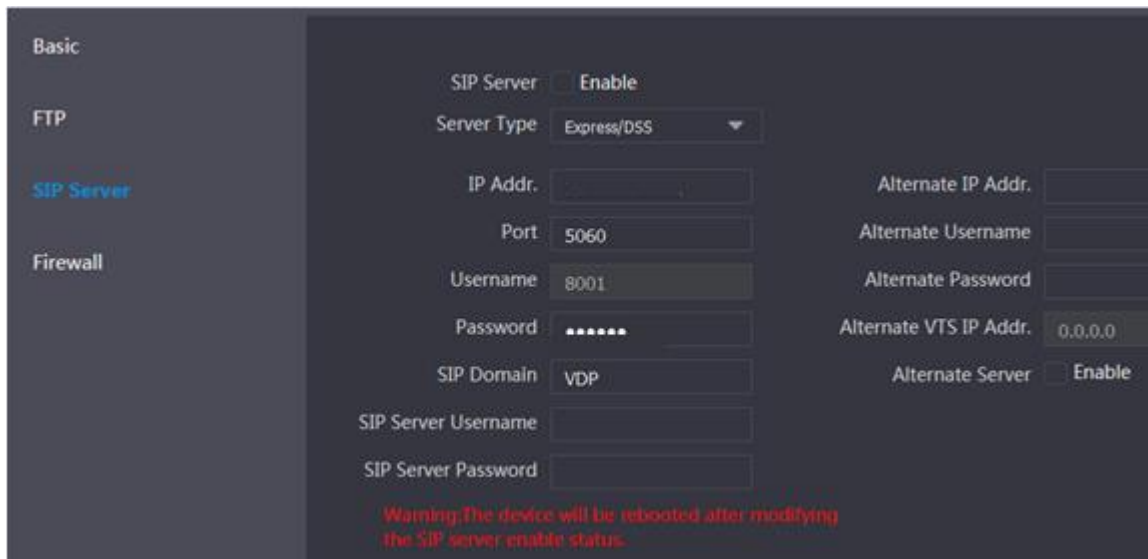 Basic
FTP
SIP Server
Firewall
SIP Server Enable
Server Type Express/DSS
IP Addr.
Port 5060
Username 8001
Password ●●●●●●
SIP Domain VDP
SIP Server Username
SIP Server Password
Warning:The device will be rebooted after modifying
the SIP server enable status.
Alternate IP Addr.
Alternate Username
Alternate Password
Alternate VTS IP Addr. 0.0.0.0
Alternate Server Enable